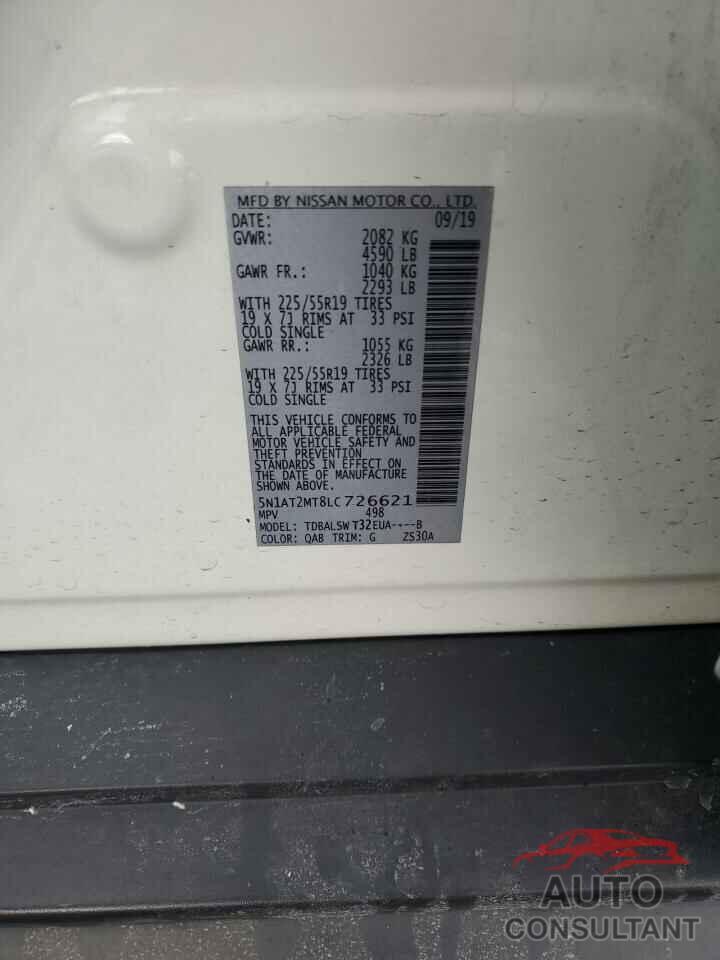 MFD BY NISSAN MOTOR CO., LTD.
DATE: 09/19
GVWR: 2082 KG
4590 LB
GAWR FR.: 1040 KG
2293 LB
WITH 225/55R19 TIRES
19 X 7J RIMS AT 33 PSI
COLD SINGLE
GAWR RR.: 1055 KG
2326 LB
WITH 225/55R19 TIRES
19 X 7J RIMS AT 33 PSI
COLD SINGLE
THIS VEHICLE CONFORMS TO
ALL APPLICABLE FEDERAL
MOTOR VEHICLE SAFETY AND
THEFT PREVENTION
STANDARDS IN EFFECT ON
THE DATE OF MANUFACTURE
SHOWN ABOVE.
5N1AT2MT8LC726621
MPV 498
MODEL: TDBALSW T32EUA----B
COLOR: QAB TRIM: G ZS30A
AUTO
CONSULTANT